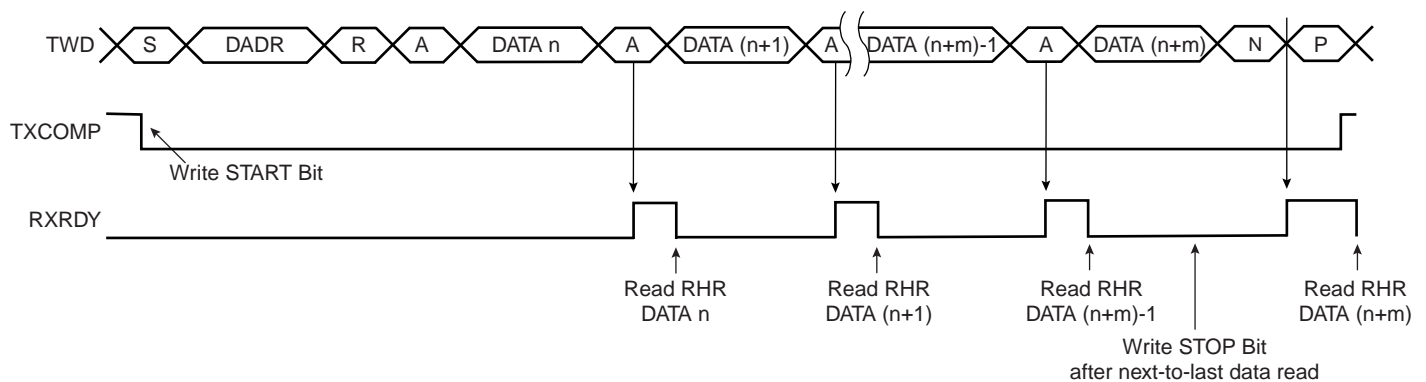 TWD S DADR R A DATA n A DATA (n+1) A DATA (n+m)-1 A DATA (n+m) N P
TXCOMP
Write START Bit
RXRDY
Read RHR
DATA n
Read RHR
DATA (n+1)
Read RHR
DATA (n+m)-1
Read RHR
DATA (n+m)
Write STOP Bit
after next-to-last data read